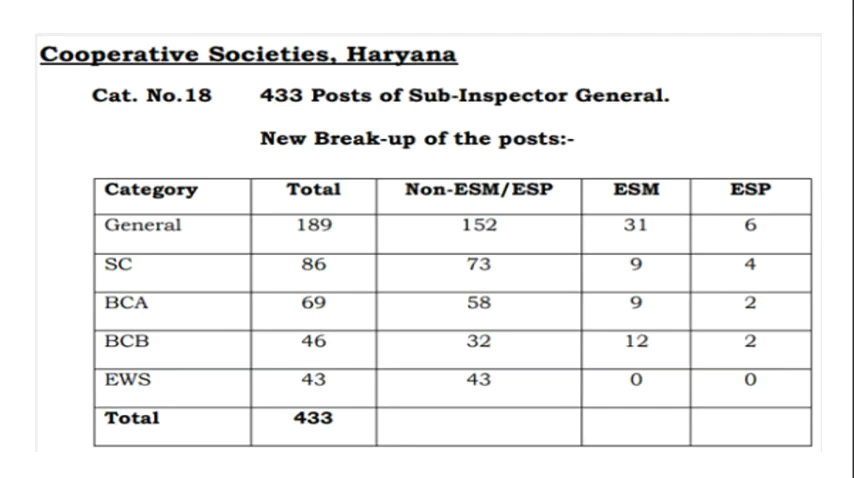 Cooperative Societies, Haryana
Cat. No.18 433 Posts of Sub-Inspector General.
New Break-up of the posts:-
Category Total Non-ESM/ESP ESM ESP
General 189 152 31 6
SC 86 73 9 4
BCA 69 58 9 2
BCB 46 32 12 2
EWS 43 43 0 0
Total 433